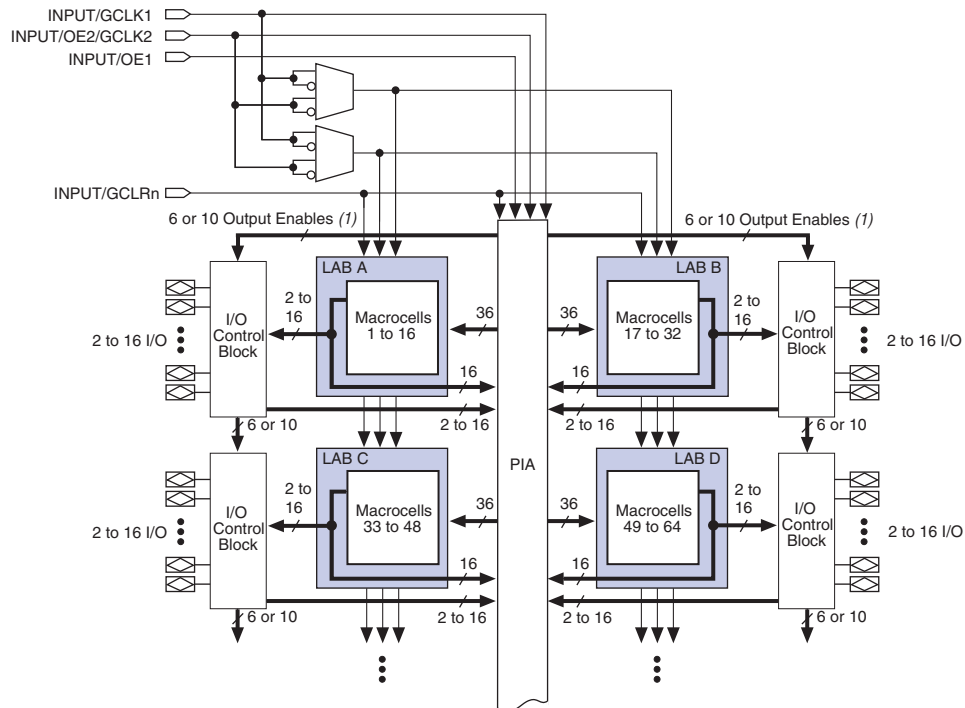 INPUT/GCLK1
INPUT/OE2/GCLK2
INPUT/OE1
INPUT/GCLRn
6 or 10 Output Enables (1)
6 or 10 Output Enables (1)
LAB A
LAB B
2 to
16
Macrocells
1 to 16
36
36
Macrocells
17 to 32
2 to
16
I/O
Control
Block
I/O
Control
Block
2 to 16 I/O
2 to 16 I/O
16
16
2 to 16
2 to 16
6 or 10
6 or 10
PIA
LAB C
LAB D
2 to
16
Macrocells
33 to 48
36
36
Macrocells
49 to 64
2 to
16
I/O
Control
Block
I/O
Control
Block
2 to 16 I/O
2 to 16 I/O
16
16
2 to 16
2 to 16
6 or 10
6 or 10